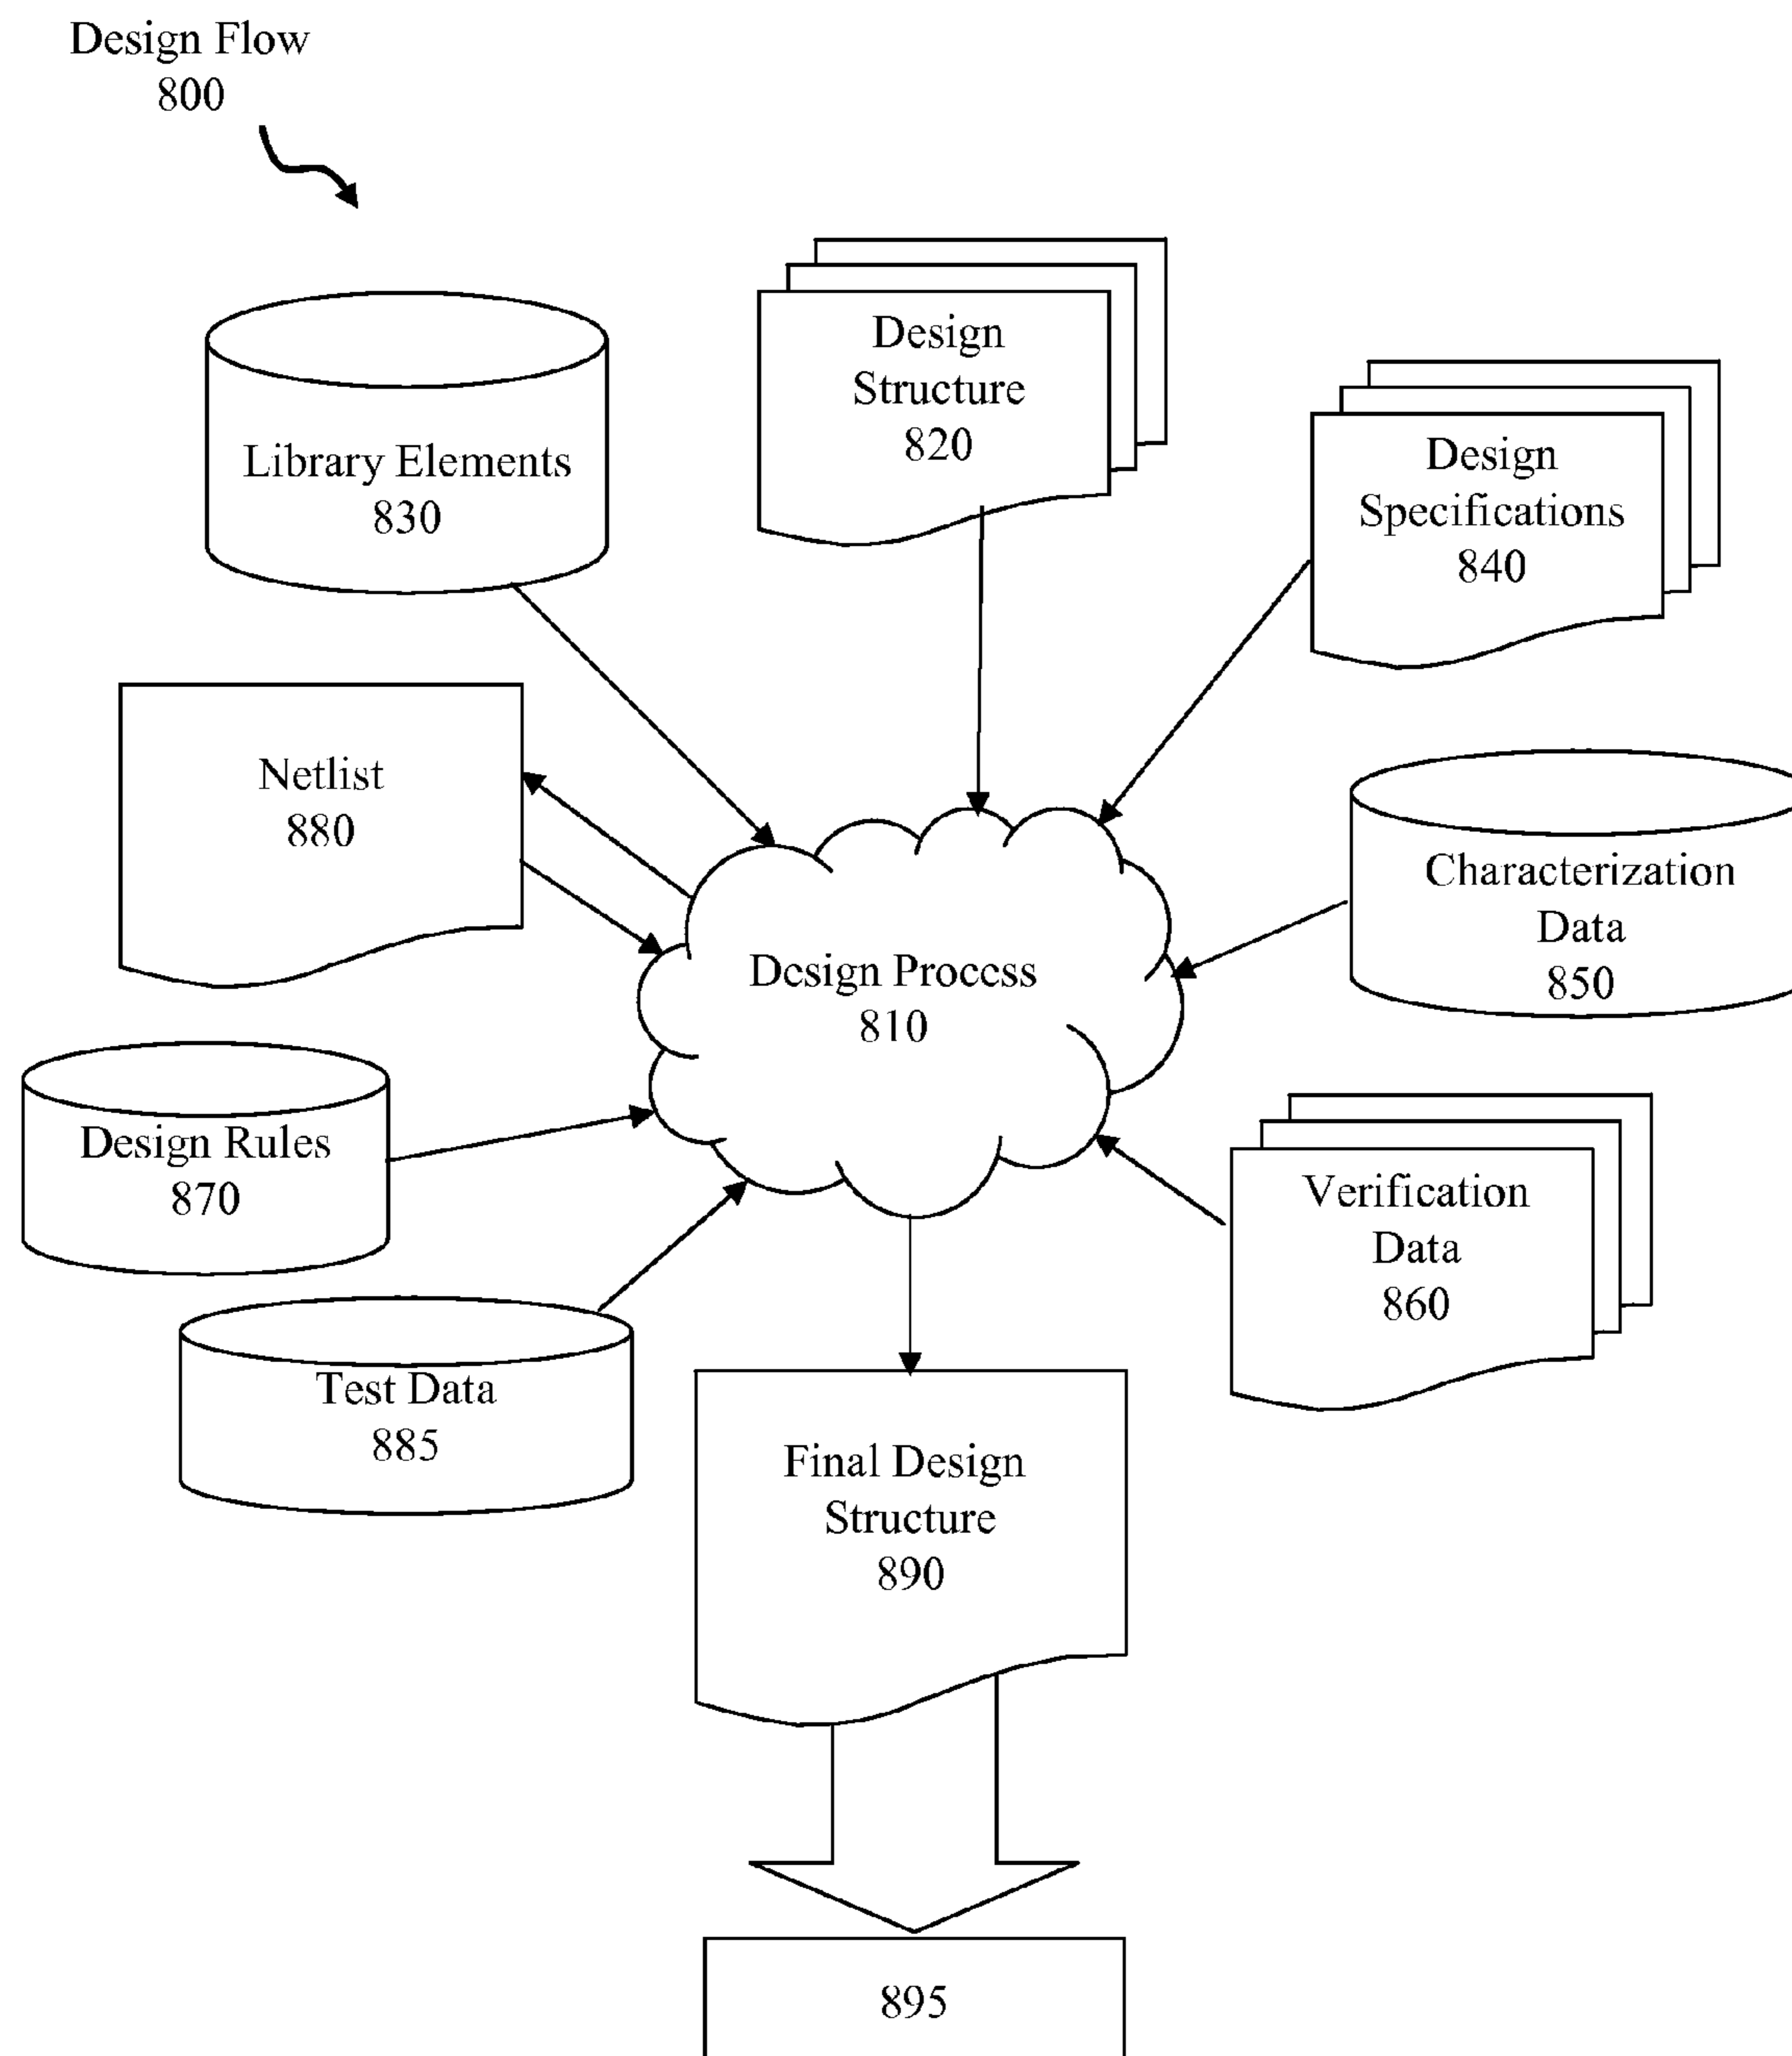 Design Flow
800
Design
Structure
820
Library Elements
830
Design
Specifications
840
Netlist
880
Characterization
Data
850
Design Process
810
Design Rules
870
Verification
Data
860
Test Data
885
Final Design
Structure
890
895